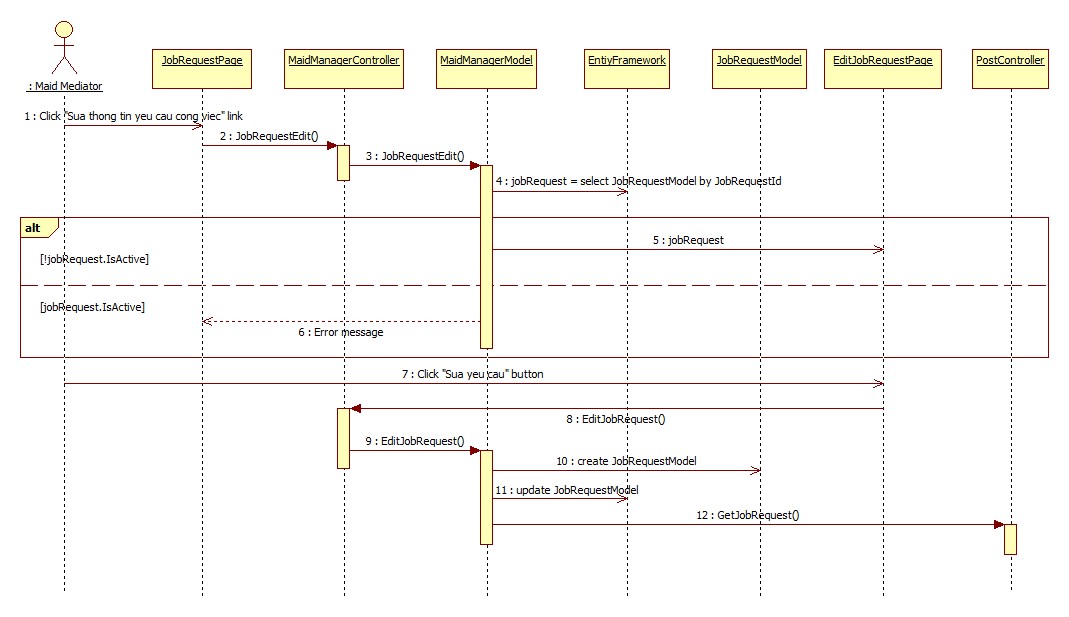 : Maid Mediator
JobRequestPage
MaidManagerController
MaidManagerModel
EntiyFramework
JobRequestModel
EditJobRequestPage
PostController
1 : Click "Sua thong tin yeu cau cong viec" link
2 : JobRequestEdit()
3 : JobRequestEdit()
4 : jobRequest = select JobRequestModel by JobRequestId
alt
5 : jobRequest
[!jobRequest.IsActive]
[jobRequest.IsActive]
6 : Error message
7 : Click "Sua yeu cau" button
8 : EditJobRequest()
9 : EditJobRequest()
10 : create JobRequestModel
11 : update JobRequestModel
12 : GetJobRequest()